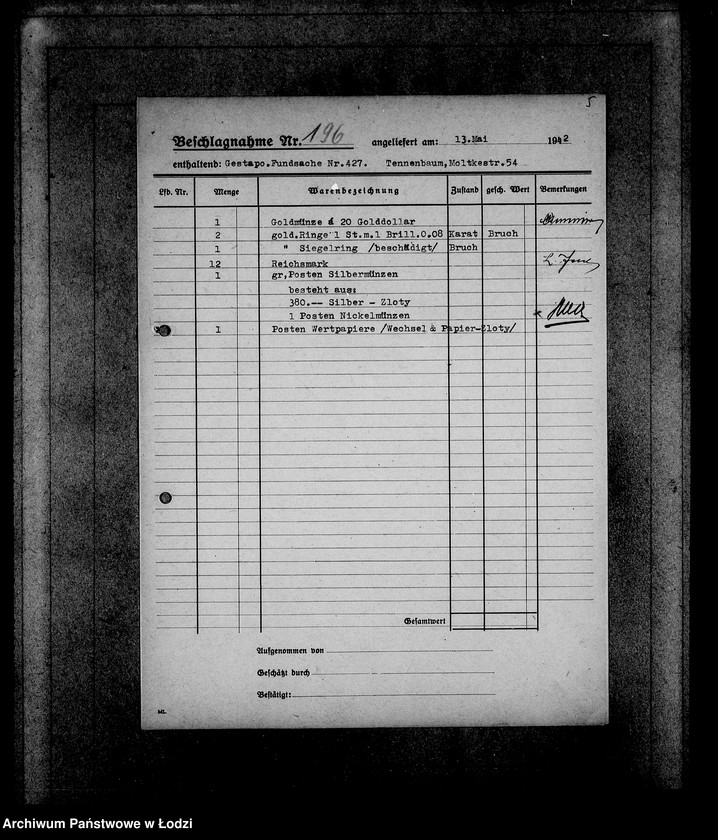 5
Beschlagnahme Nr. 196 angeliefert am: 13.Mai 1942
enthaltend: Gestapo.Fundsache Nr.427. Tennenbaum,Moltkestr.54
Lfd. Nr. Menge Warenbezeichnung Zustand gesch. Wert Bemerkungen
1 Goldmünze á 20 Golddollar
2 gold.Ringe"1 St.m.1 Brill.0.08 Karat Bruch
1 " Siegelring /beschädigt/ Bruch
12 Reichsmark
1 gr,Posten Silbermünzen
besteht aus:
380.-- Silber - Zloty
1 Posten Nickelmünzen
1 Posten Wertpapiere /Wechsel & Papier-Zloty/
Gesamtwert
Aufgenommen von
Geschätzt durch
Bestätigt:
ML.
Archiwum Państwowe w Łodzi